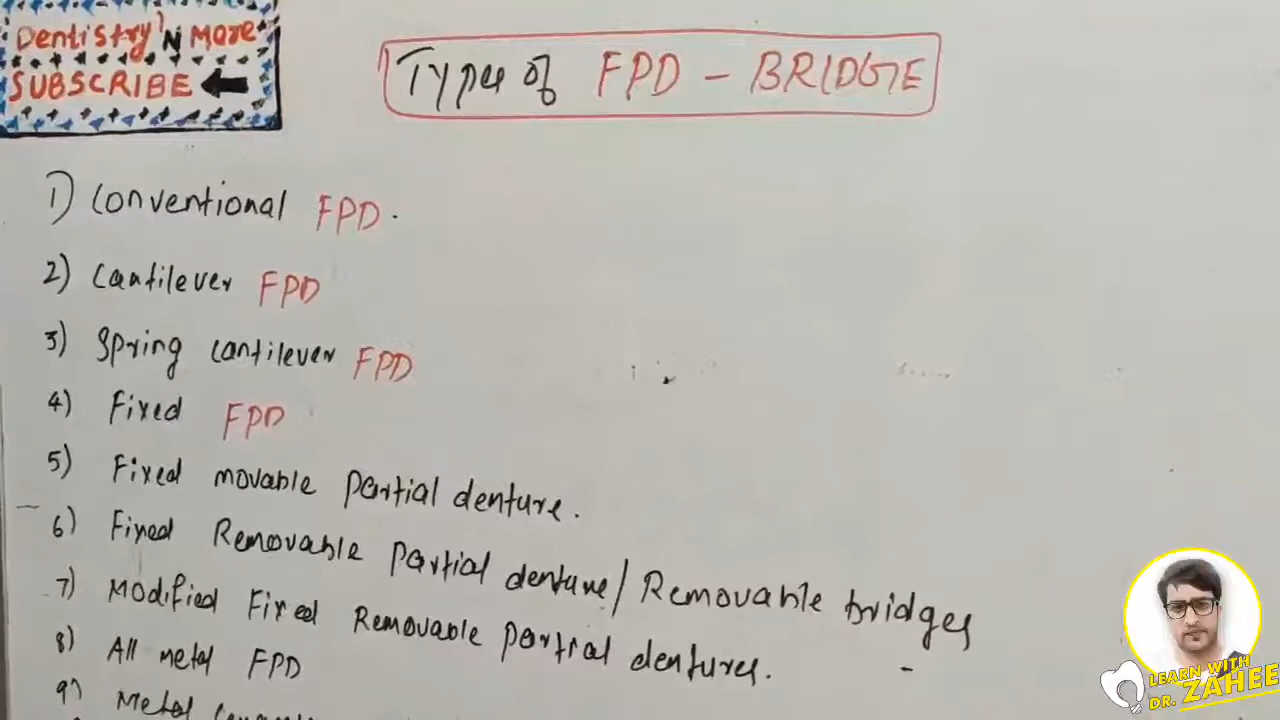 Dentistry'N More
SUBSCRIBE
Types of FPD - BRIDGE
1) Conventional FPD.
2) Cantilever FPD
3) Spring cantilever FPD
4) Fixed FPD
5) Fixed movable partial denture.
6) Fixed Removable partial denture/Removable bridges
7) Modified Fixed Removable partial dentures.
8) All metal FPD
9) Metal
LEARN WITH
DR. ZAHEE